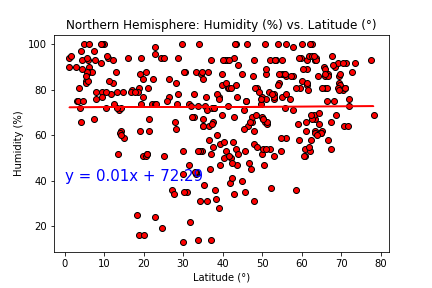 Northern Hemisphere: Humidity (%) vs. Latitude (°)
100
80
60
40
20
Humidity (%)
y = 0.01x + 72.29
0 10 20 30 40 50 60 70 80
Latitude (°)